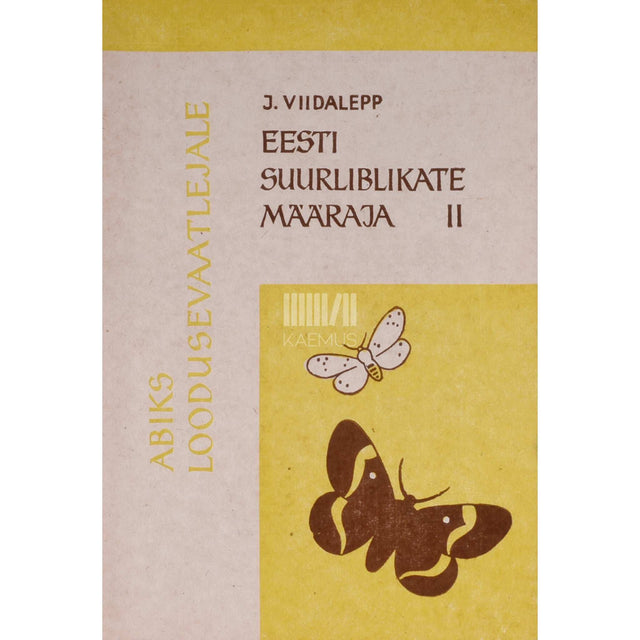 J. VIIDALEPP
EESTI
SUURLIBLIKATE
MÄÄRAJA II
ABIKS
LOODUSEVAATLEJALE
KAEMUS